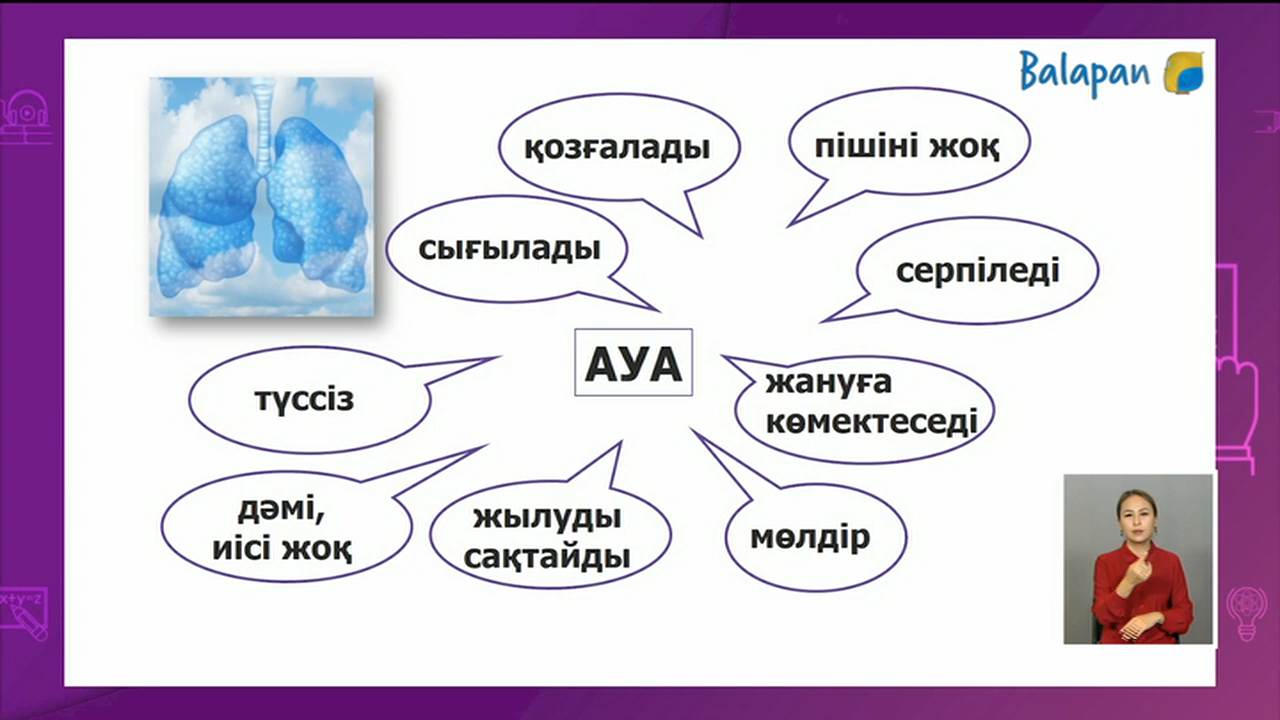 Balapan
қозғалады
пішіні жоқ
сығылады
серпіледі
АУА
түссіз
жануға
көмектеседі
дәмі,
иісі жоқ
жылуды
сақтайды
мөлдір
x+y=z